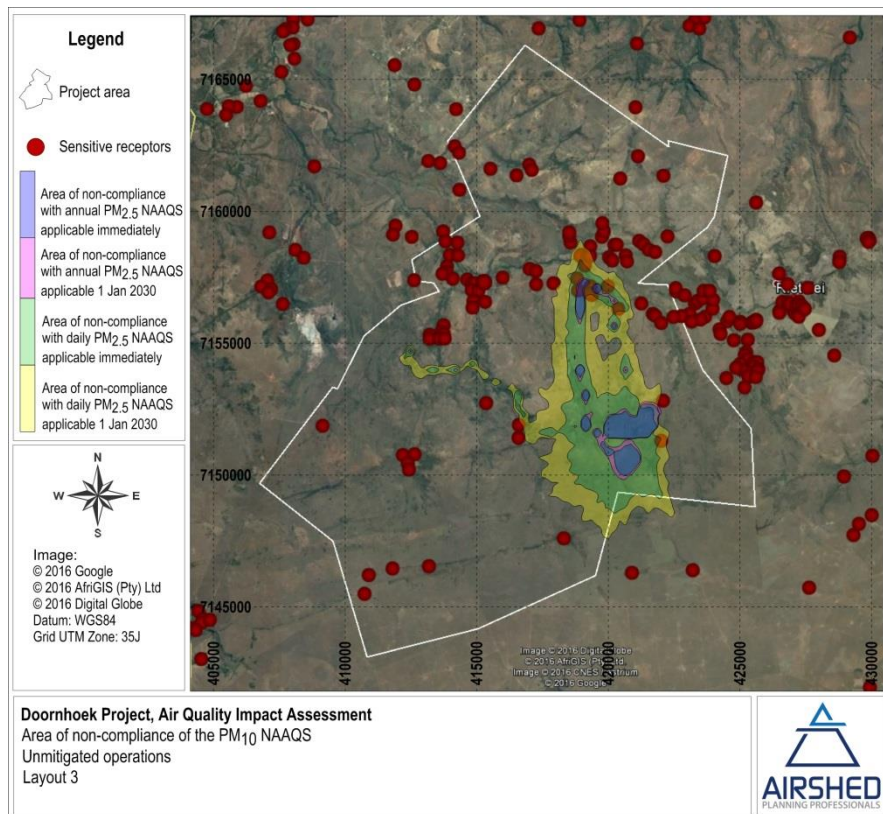 Legend
Project area
Sensitive receptors
Area of non-compliance
with annual PM2.5 NAAQS
applicable immediately
Area of non-compliance
with annual PM2.5 NAAQS
applicable 1 Jan 2030
Area of non-compliance
with daily PM2.5 NAAQS
applicable immediately
Area of non-compliance
with daily PM2.5 NAAQS
applicable 1 Jan 2030
N
W E
S
Image:
© 2016 Google
© 2016 AfriGIS (Pty) Ltd
© 2016 Digital Globe
Datum: WGS84
Grid UTM Zone: 35J
7165000
7160000
7155000
7150000
7145000
405000
410000
415000
420000
425000
430000
Image © 2016 Digital Globe
© 2016 AfriGIS (Pty) Ltd.
Image © 2016 CNES
© 2016 Google
Doornhoek Project, Air Quality Impact Assessment
Area of non-compliance of the PM10 NAAQS
Unmitigated operations
Layout 3
AIRSHED
PLANNING PROFESSIONALS